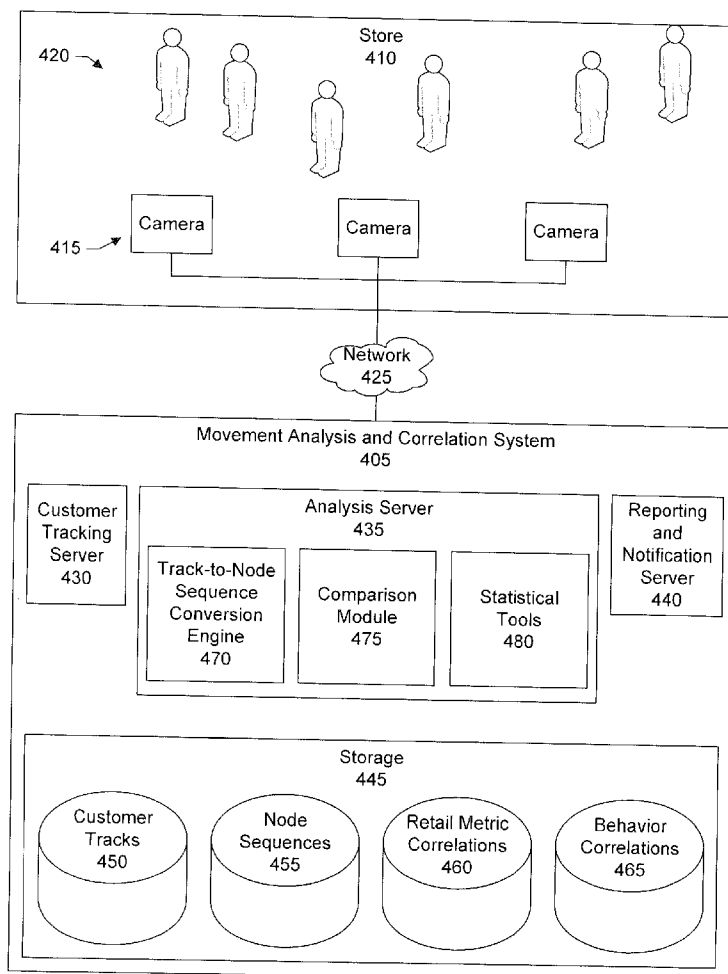 Store
410
420
Camera
Camera
Camera
415
Network
425
Movement Analysis and Correlation System
405
Customer
Tracking
Server
430
Analysis Server
435
Track-to-Node
Sequence
Conversion
Engine
470
Comparison
Module
475
Statistical
Tools
480
Reporting
and
Notification
Server
440
Storage
445
Customer
Tracks
450
Node
Sequences
455
Retail Metric
Correlations
460
Behavior
Correlations
465